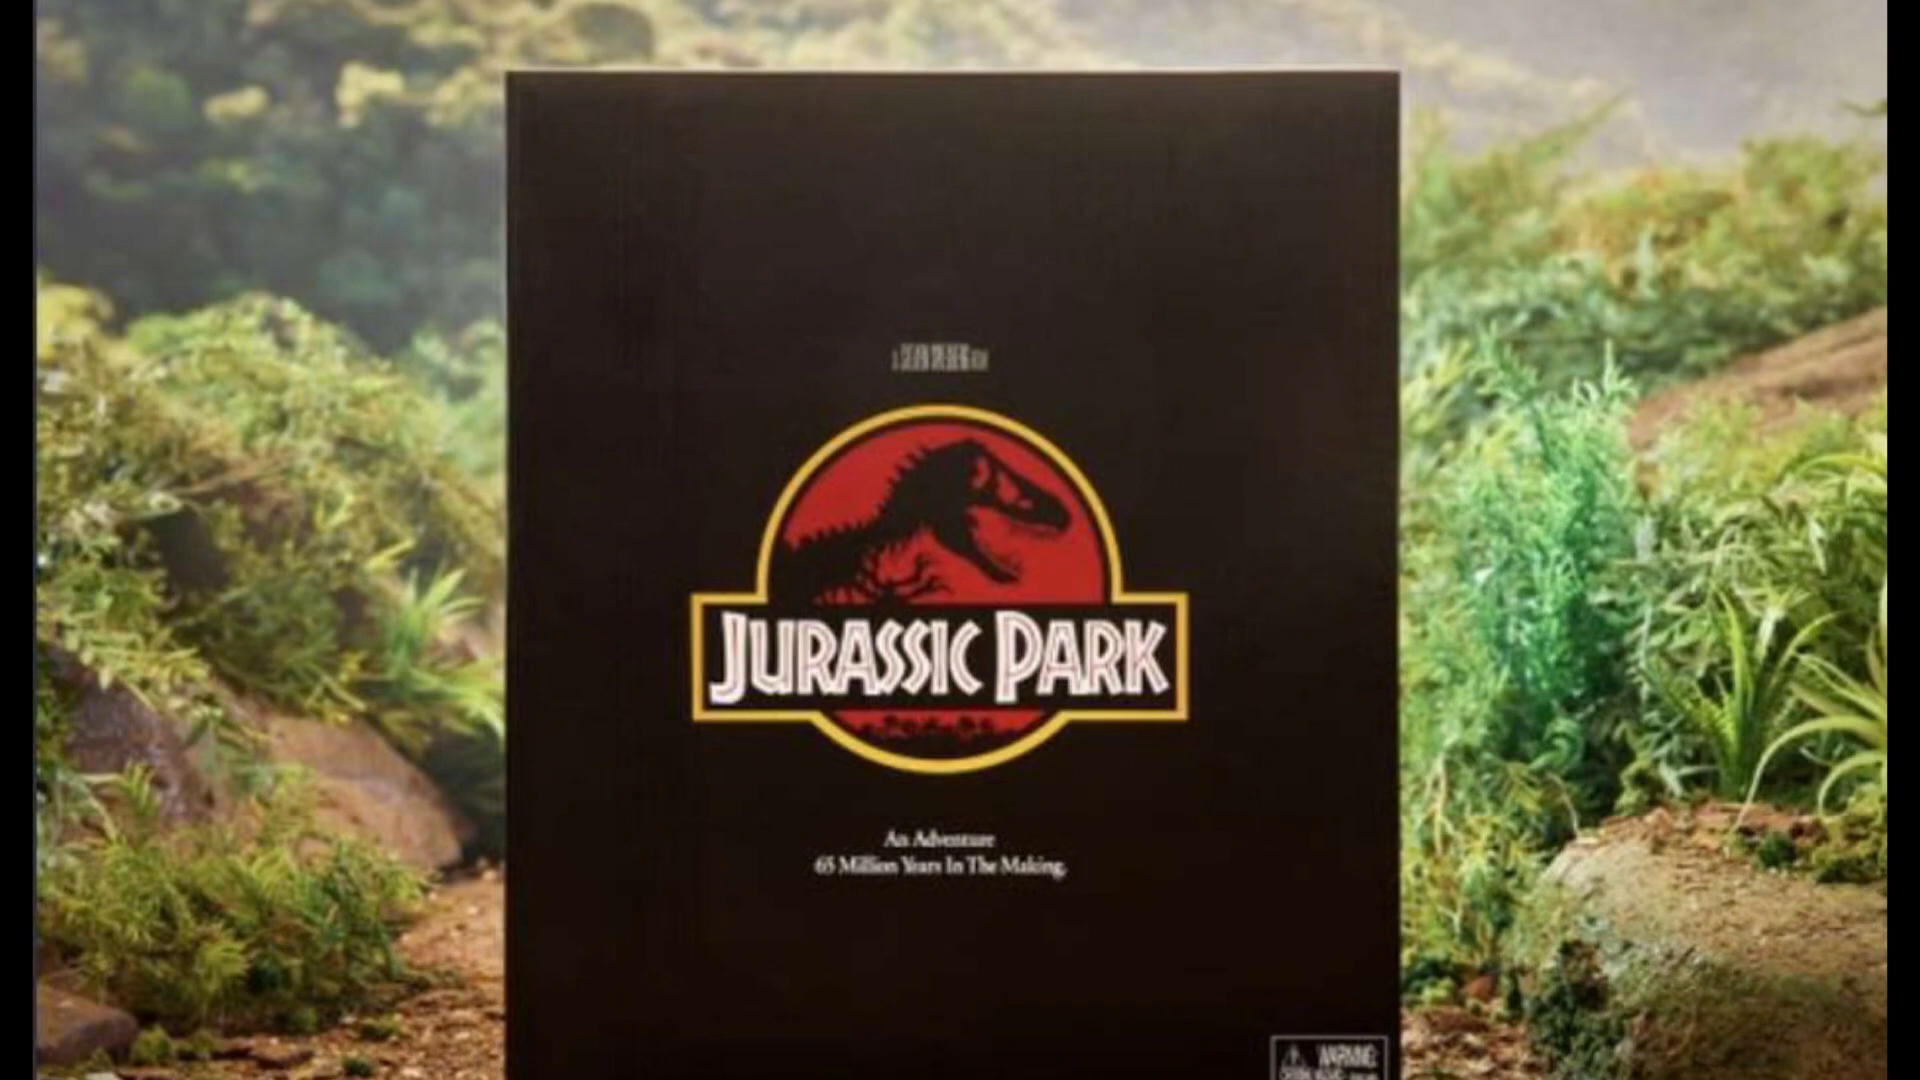 JURASSIC PARK
An Adventure
65 Million Years In The Making.
WARNING: